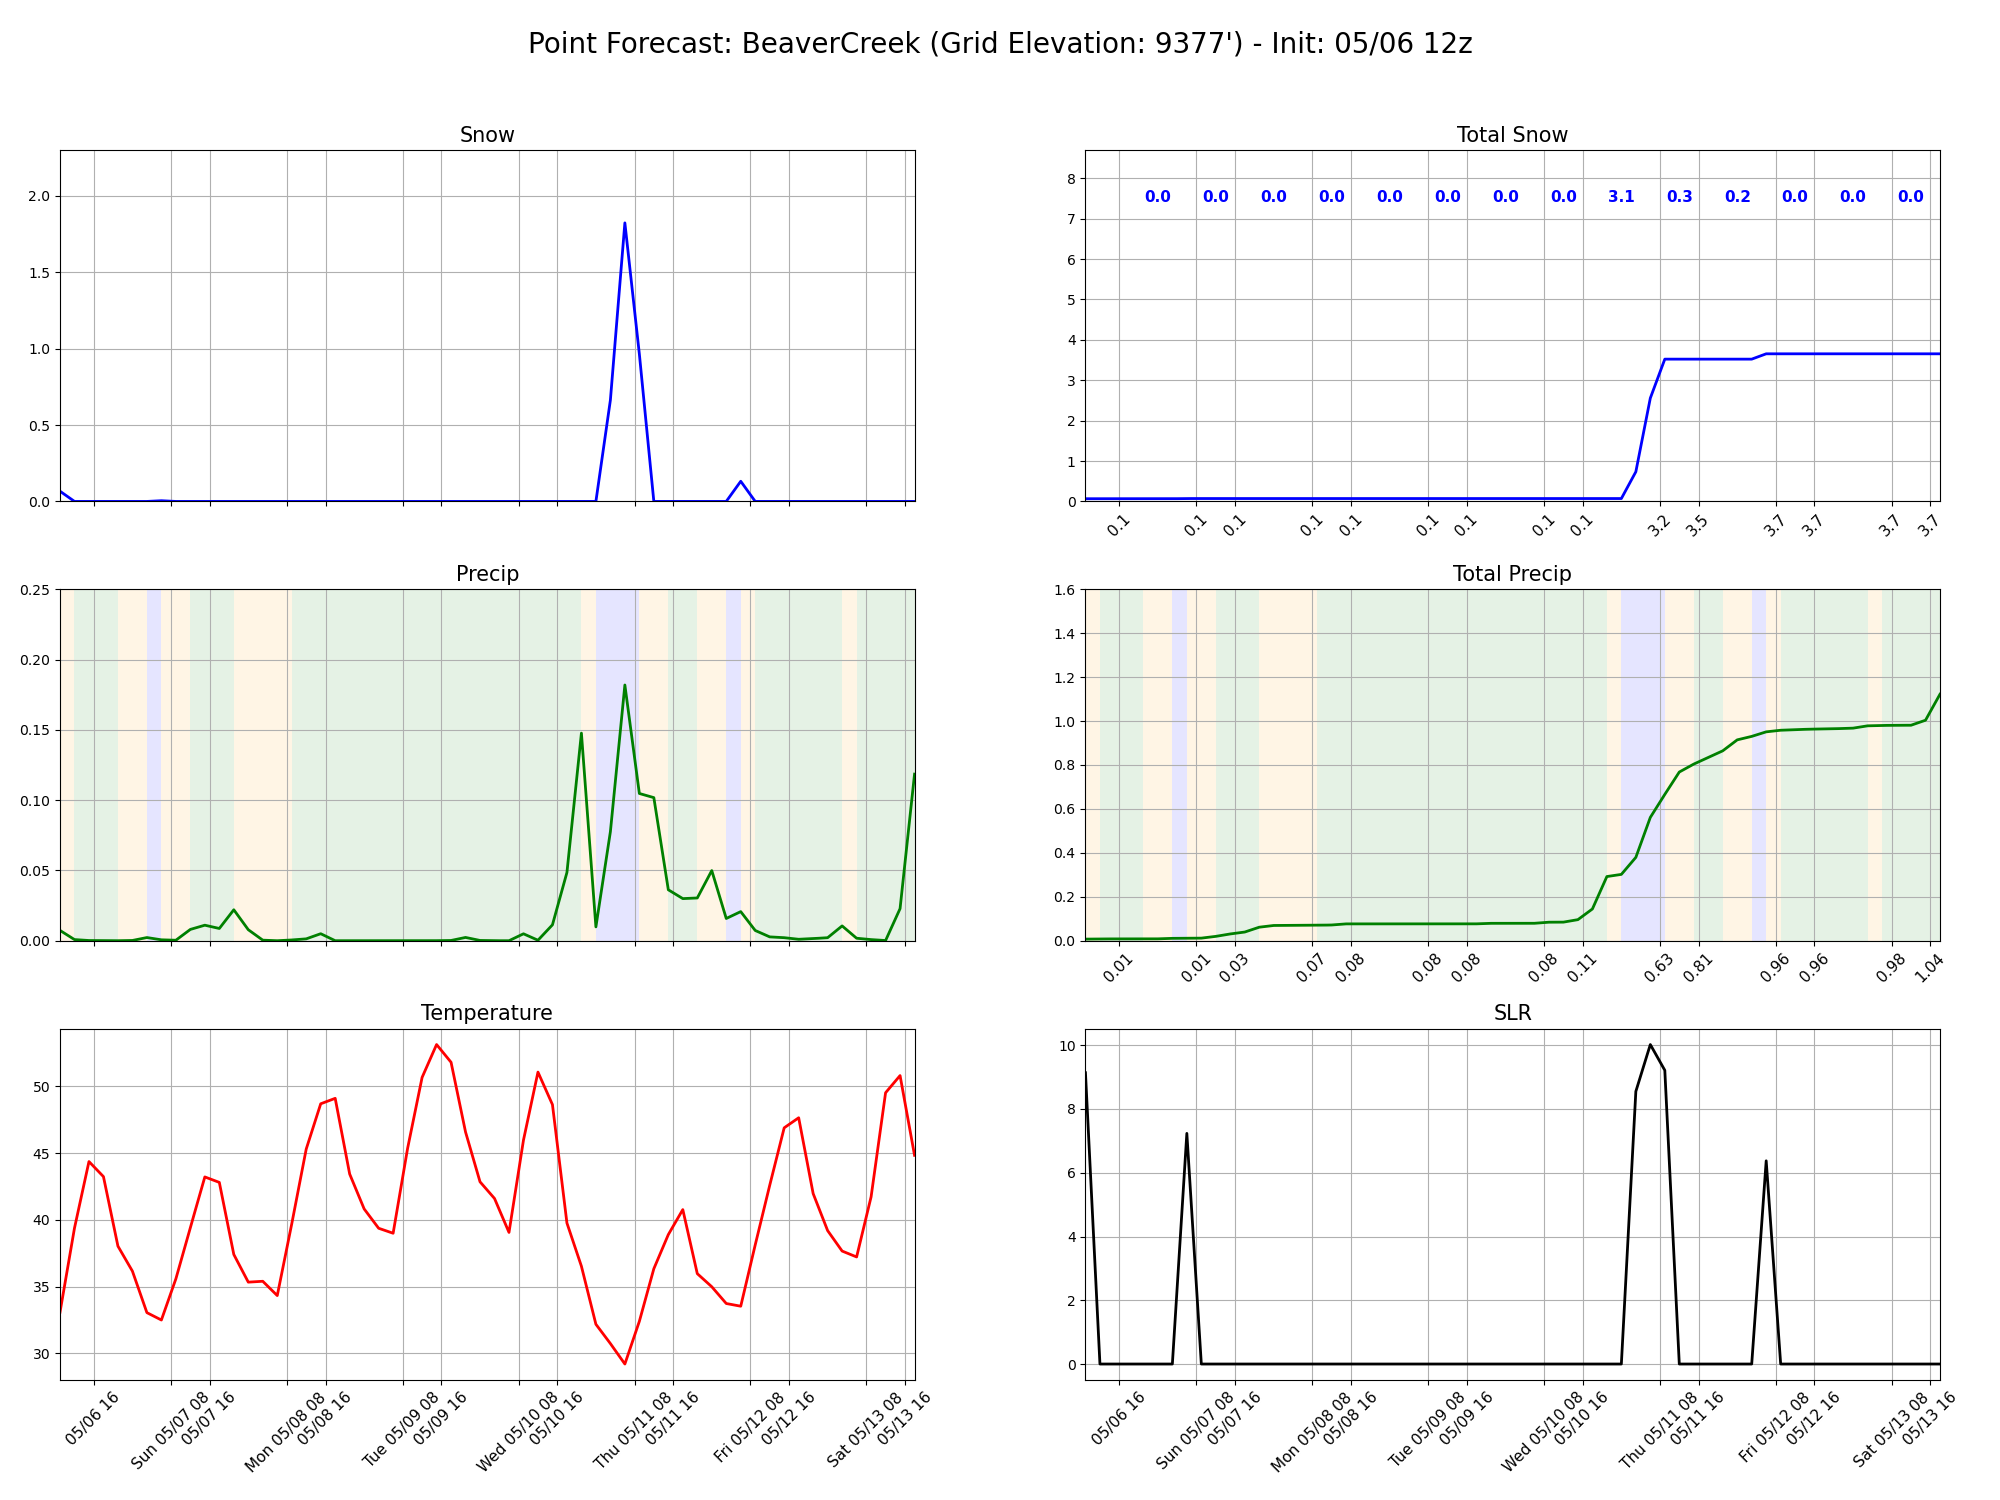 Point Forecast: BeaverCreek (Grid Elevation: 9377') - Init: 05/06 12z
Snow
2.0
1.5
1.0
0.5
0.0
Total Snow
8
7
6
5
4
3
2
1
0
0.0 0.0 0.0 0.0 0.0 0.0 0.0 0.0 3.1 0.3 0.2 0.0 0.0 0.0
0.1 0.1 0.1 0.1 0.1 0.1 0.1 0.1 0.1 3.2 3.5 3.7 3.7 3.7 3.7
Precip
0.25
0.20
0.15
0.10
0.05
0.00
Total Precip
1.6
1.4
1.2
1.0
0.8
0.6
0.4
0.2
0.0
0.01 0.01 0.03 0.07 0.08 0.08 0.08 0.08 0.11 0.63 0.81 0.96 0.96 0.98 1.04
Temperature
50
45
40
35
30
05/06 16
Sun 05/07 08
05/07 16
Mon 05/08 08
05/08 16
Tue 05/09 08
05/09 16
Wed 05/10 08
05/10 16
Thu 05/11 08
05/11 16
Fri 05/12 08
05/12 16
Sat 05/13 08
05/13 16
SLR
10
8
6
4
2
0
05/06 16
Sun 05/07 08
05/07 16
Mon 05/08 08
05/08 16
Tue 05/09 08
05/09 16
Wed 05/10 08
05/10 16
Thu 05/11 08
05/11 16
Fri 05/12 08
05/12 16
Sat 05/13 08
05/13 16